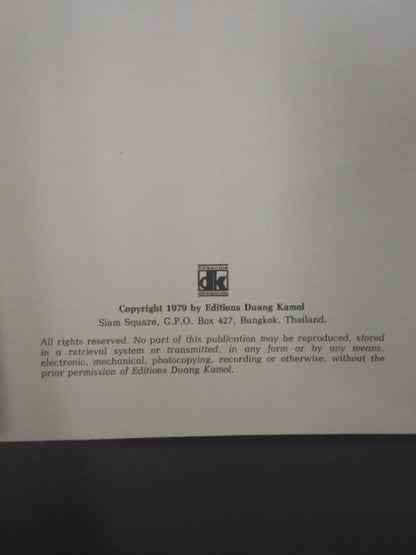 dk
Copyright 1979 by Editions Duang Kamol
Siam Square, G.P.O. Box 427, Bangkok, Thailand.
All rights reserved. No part of this publication may be reproduced, stored
in a retrieval system or transmitted, in any form or by any means,
electronic, mechanical, photocopying, recording or otherwise, without the
prior permission of Editions Duang Kamol.